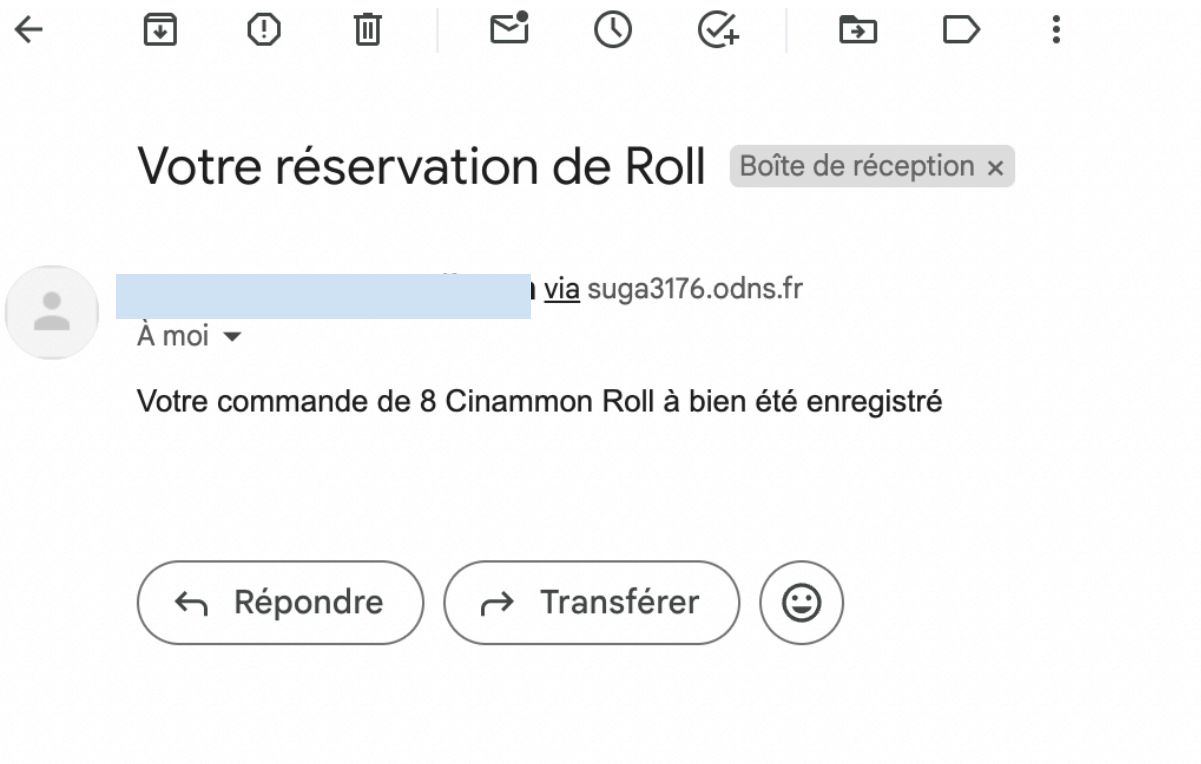 Votre réservation de Roll Boîte de réception ×
via suga3176.odns.fr
À moi
Votre commande de 8 Cinammon Roll à bien été enregistré
Répondre Transférer